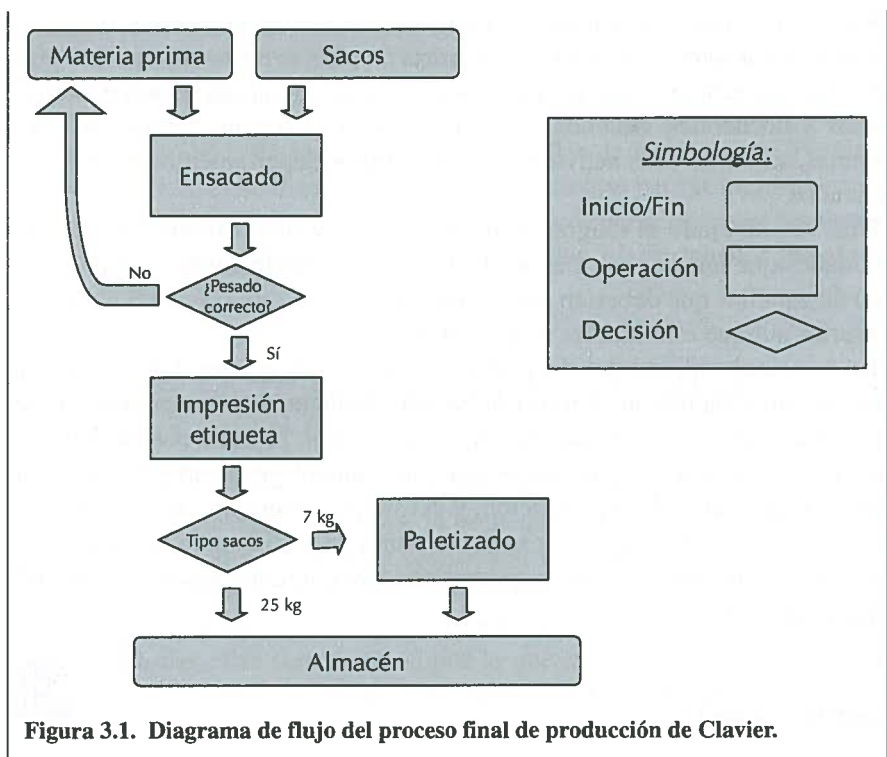 Materia prima
Sacos
Ensacado
¿Pesado
correcto?
No
Sí
Impresión
etiqueta
Tipo sacos
7 kg
Paletizado
25 kg
Almacén
Simbología:
Inicio/Fin
Operación
Decisión
Figura 3.1. Diagrama de flujo del proceso final de producción de Clavier.